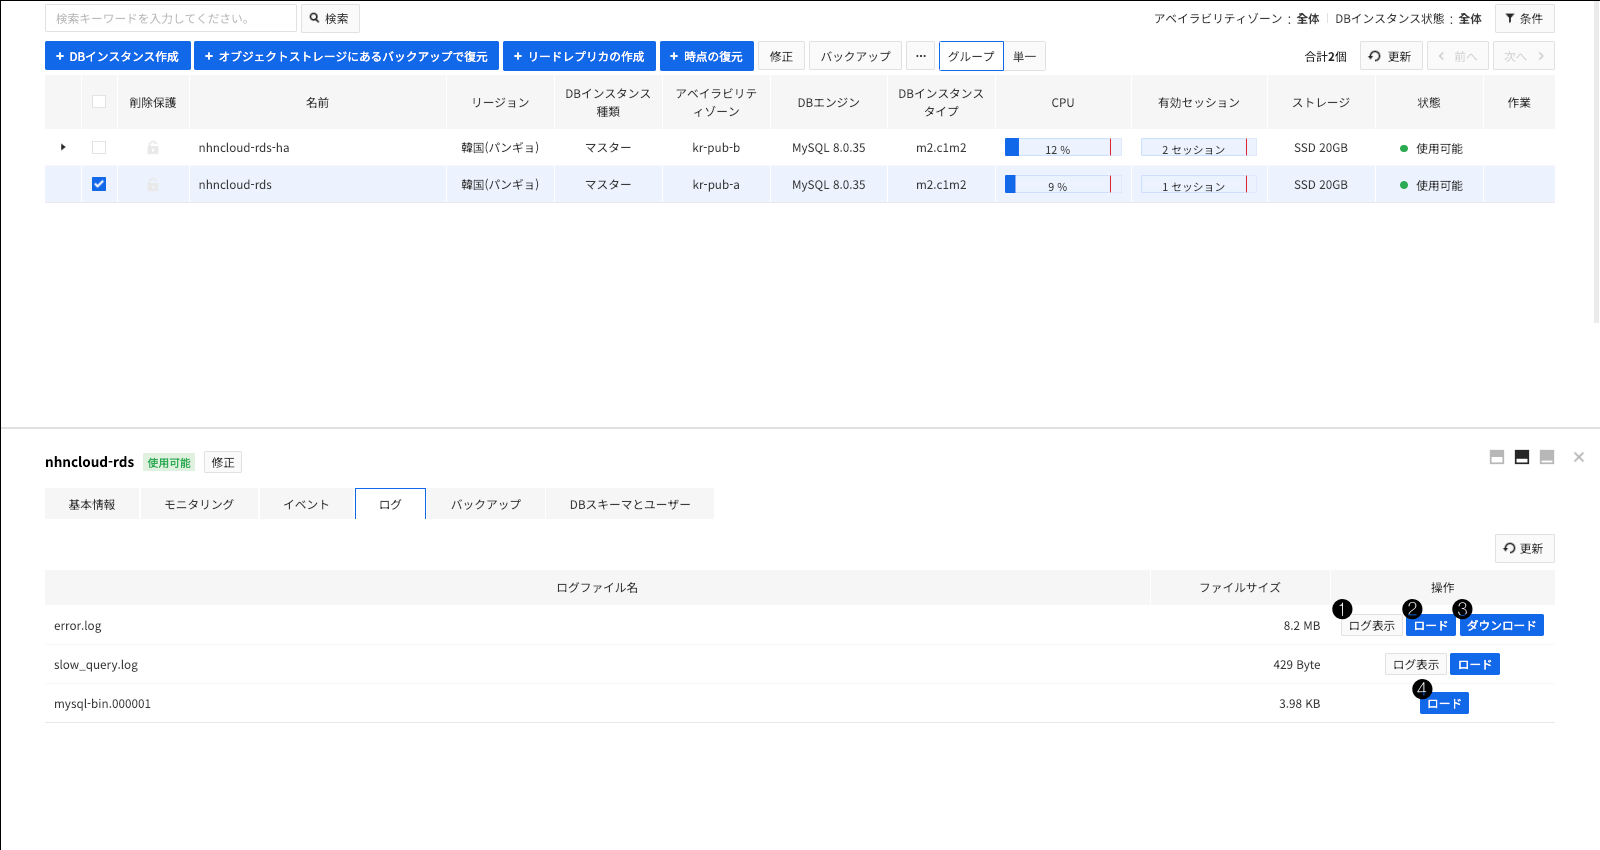 検索キーワードを入力してください。 検索 アベイラビリティゾーン : 全体 DBインスタンス状態 : 全体 条件
+ DBインスタンス作成 + オブジェクトストレージにあるバックアップで復元 + リードレプリカの作成 + 時点の復元 修正 バックアップ ... グループ 単一 合計2個 更新 前へ 次へ
削除保護 名前 リージョン DBインスタンス種類 アベイラビリティゾーン DBエンジン DBインスタンスタイプ CPU 有効セッション ストレージ 状態 作業
nhncloud-rds-ha 韓国(パンギョ) マスター kr-pub-b MySQL 8.0.35 m2.c1m2 12 % 2 セッション SSD 20GB 使用可能
nhncloud-rds 韓国(パンギョ) マスター kr-pub-a MySQL 8.0.35 m2.c1m2 9 % 1 セッション SSD 20GB 使用可能
nhncloud-rds 使用可能 修正
基本情報 モニタリング イベント ログ バックアップ DBスキーマとユーザー
更新
ログファイル名 ファイルサイズ 操作
❶ ❷ ❸
error.log 8.2 MB ログ表示 ロード ダウンロード
slow_query.log 429 Byte ログ表示 ロード
❹
mysql-bin.000001 3.98 KB ロード